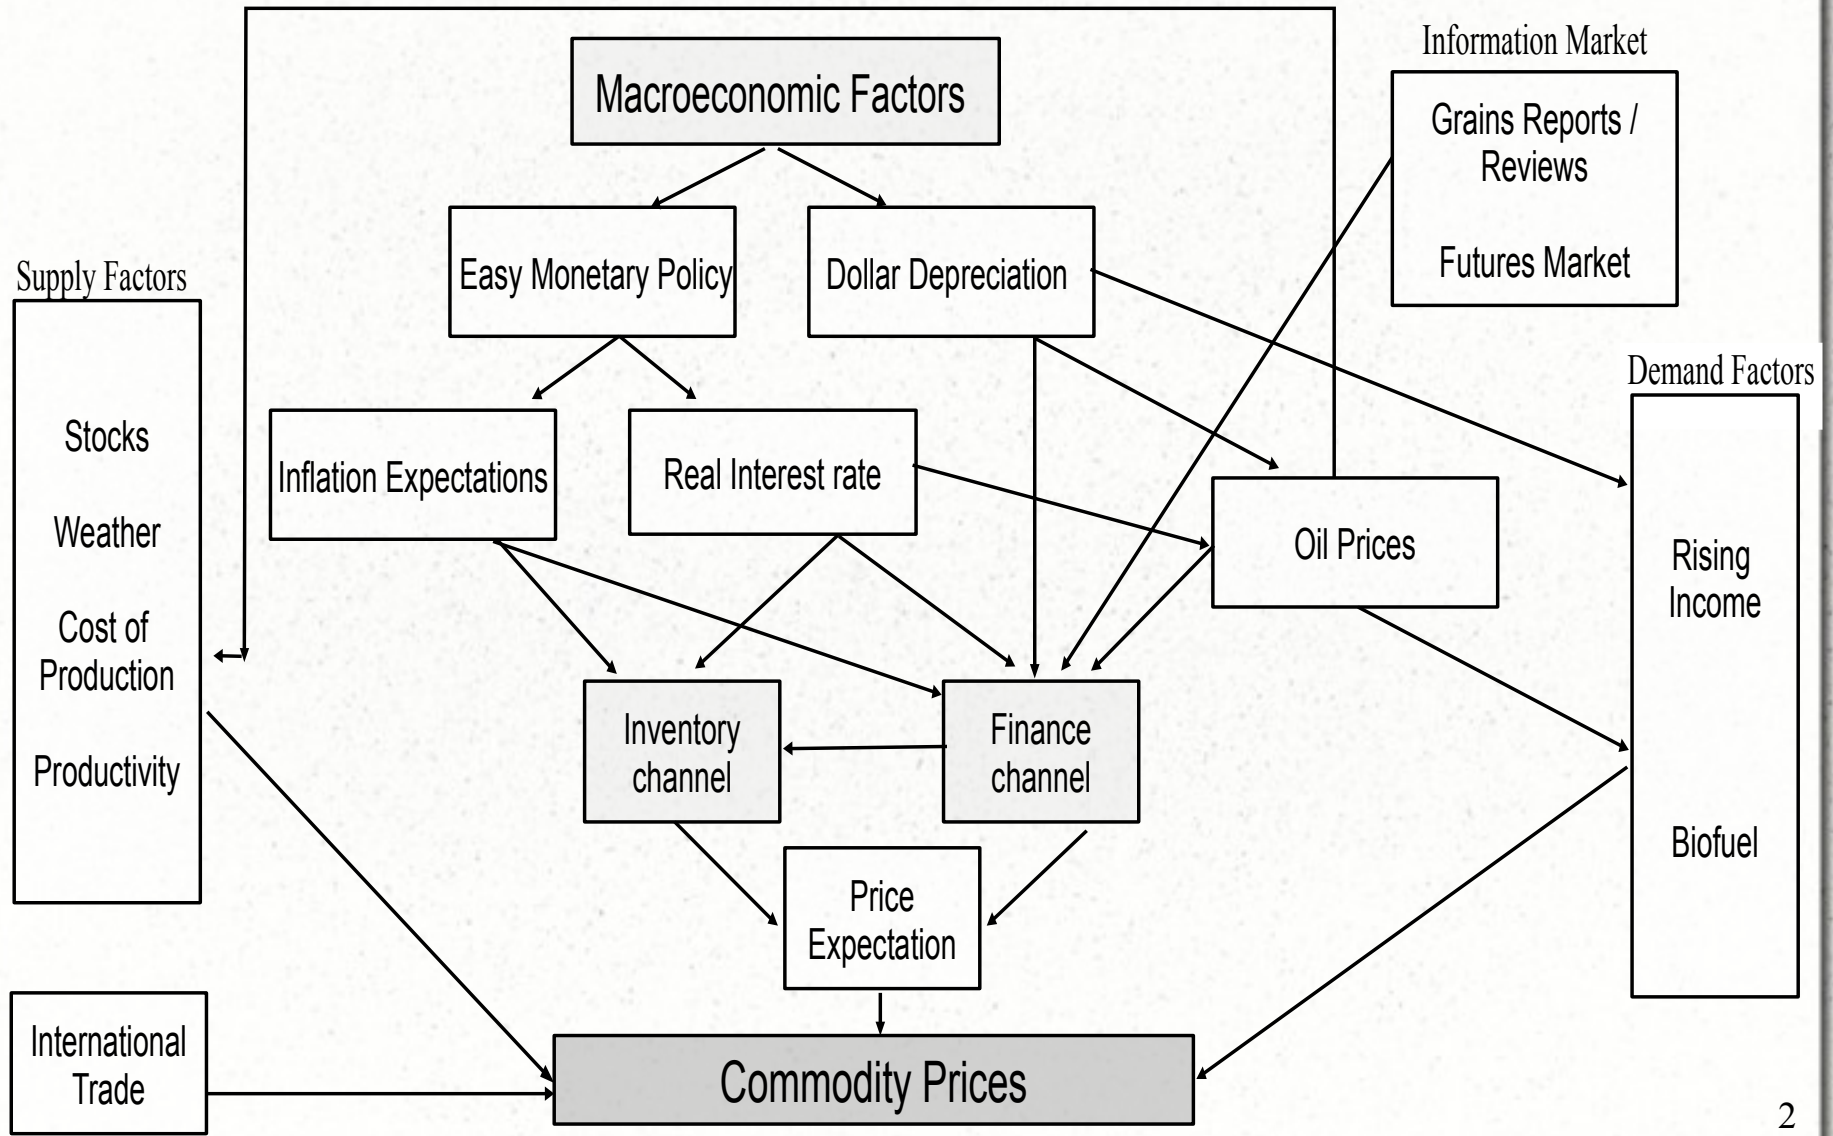 Information Market
Macroeconomic Factors
Grains Reports /
Reviews
Futures Market
Easy Monetary Policy
Dollar Depreciation
Supply Factors
Stocks
Weather
Cost of
Production
Productivity
Demand Factors
Rising
Income
Biofuel
Inflation Expectations
Real Interest rate
Oil Prices
Inventory
channel
Finance
channel
Price
Expectation
International
Trade
Commodity Prices
2